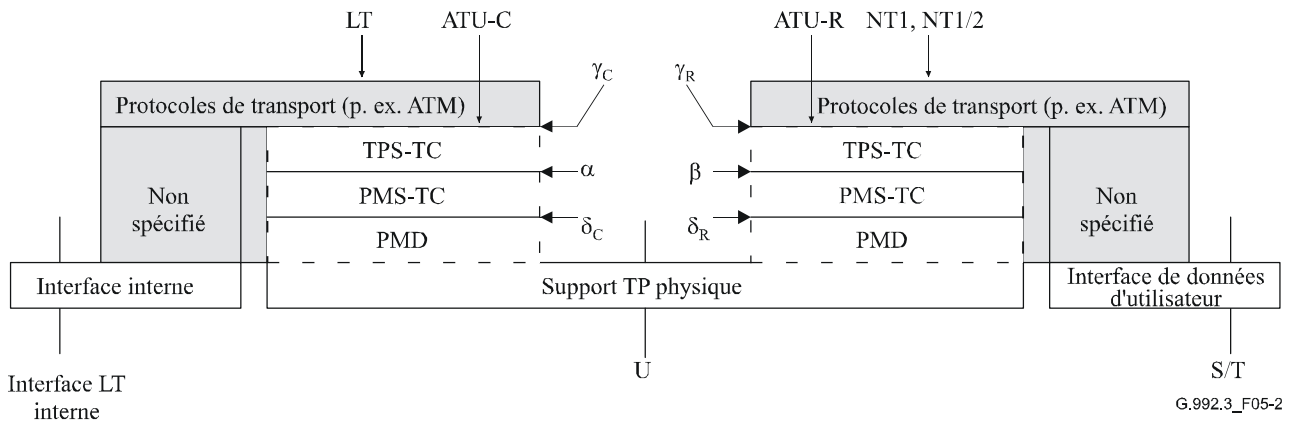 LT
ATU-C
ATU-R
NT1, NT1/2
γC
γR
Protocoles de transport (p. ex. ATM)
Protocoles de transport (p. ex. ATM)
TPS-TC
TPS-TC
α
β
Non
spécifié
PMS-TC
PMS-TC
Non
spécifié
δC
δR
PMD
PMD
Interface interne
Support TP physique
Interface de données
d'utilisateur
Interface LT
interne
U
S/T
G.992.3_F05-2